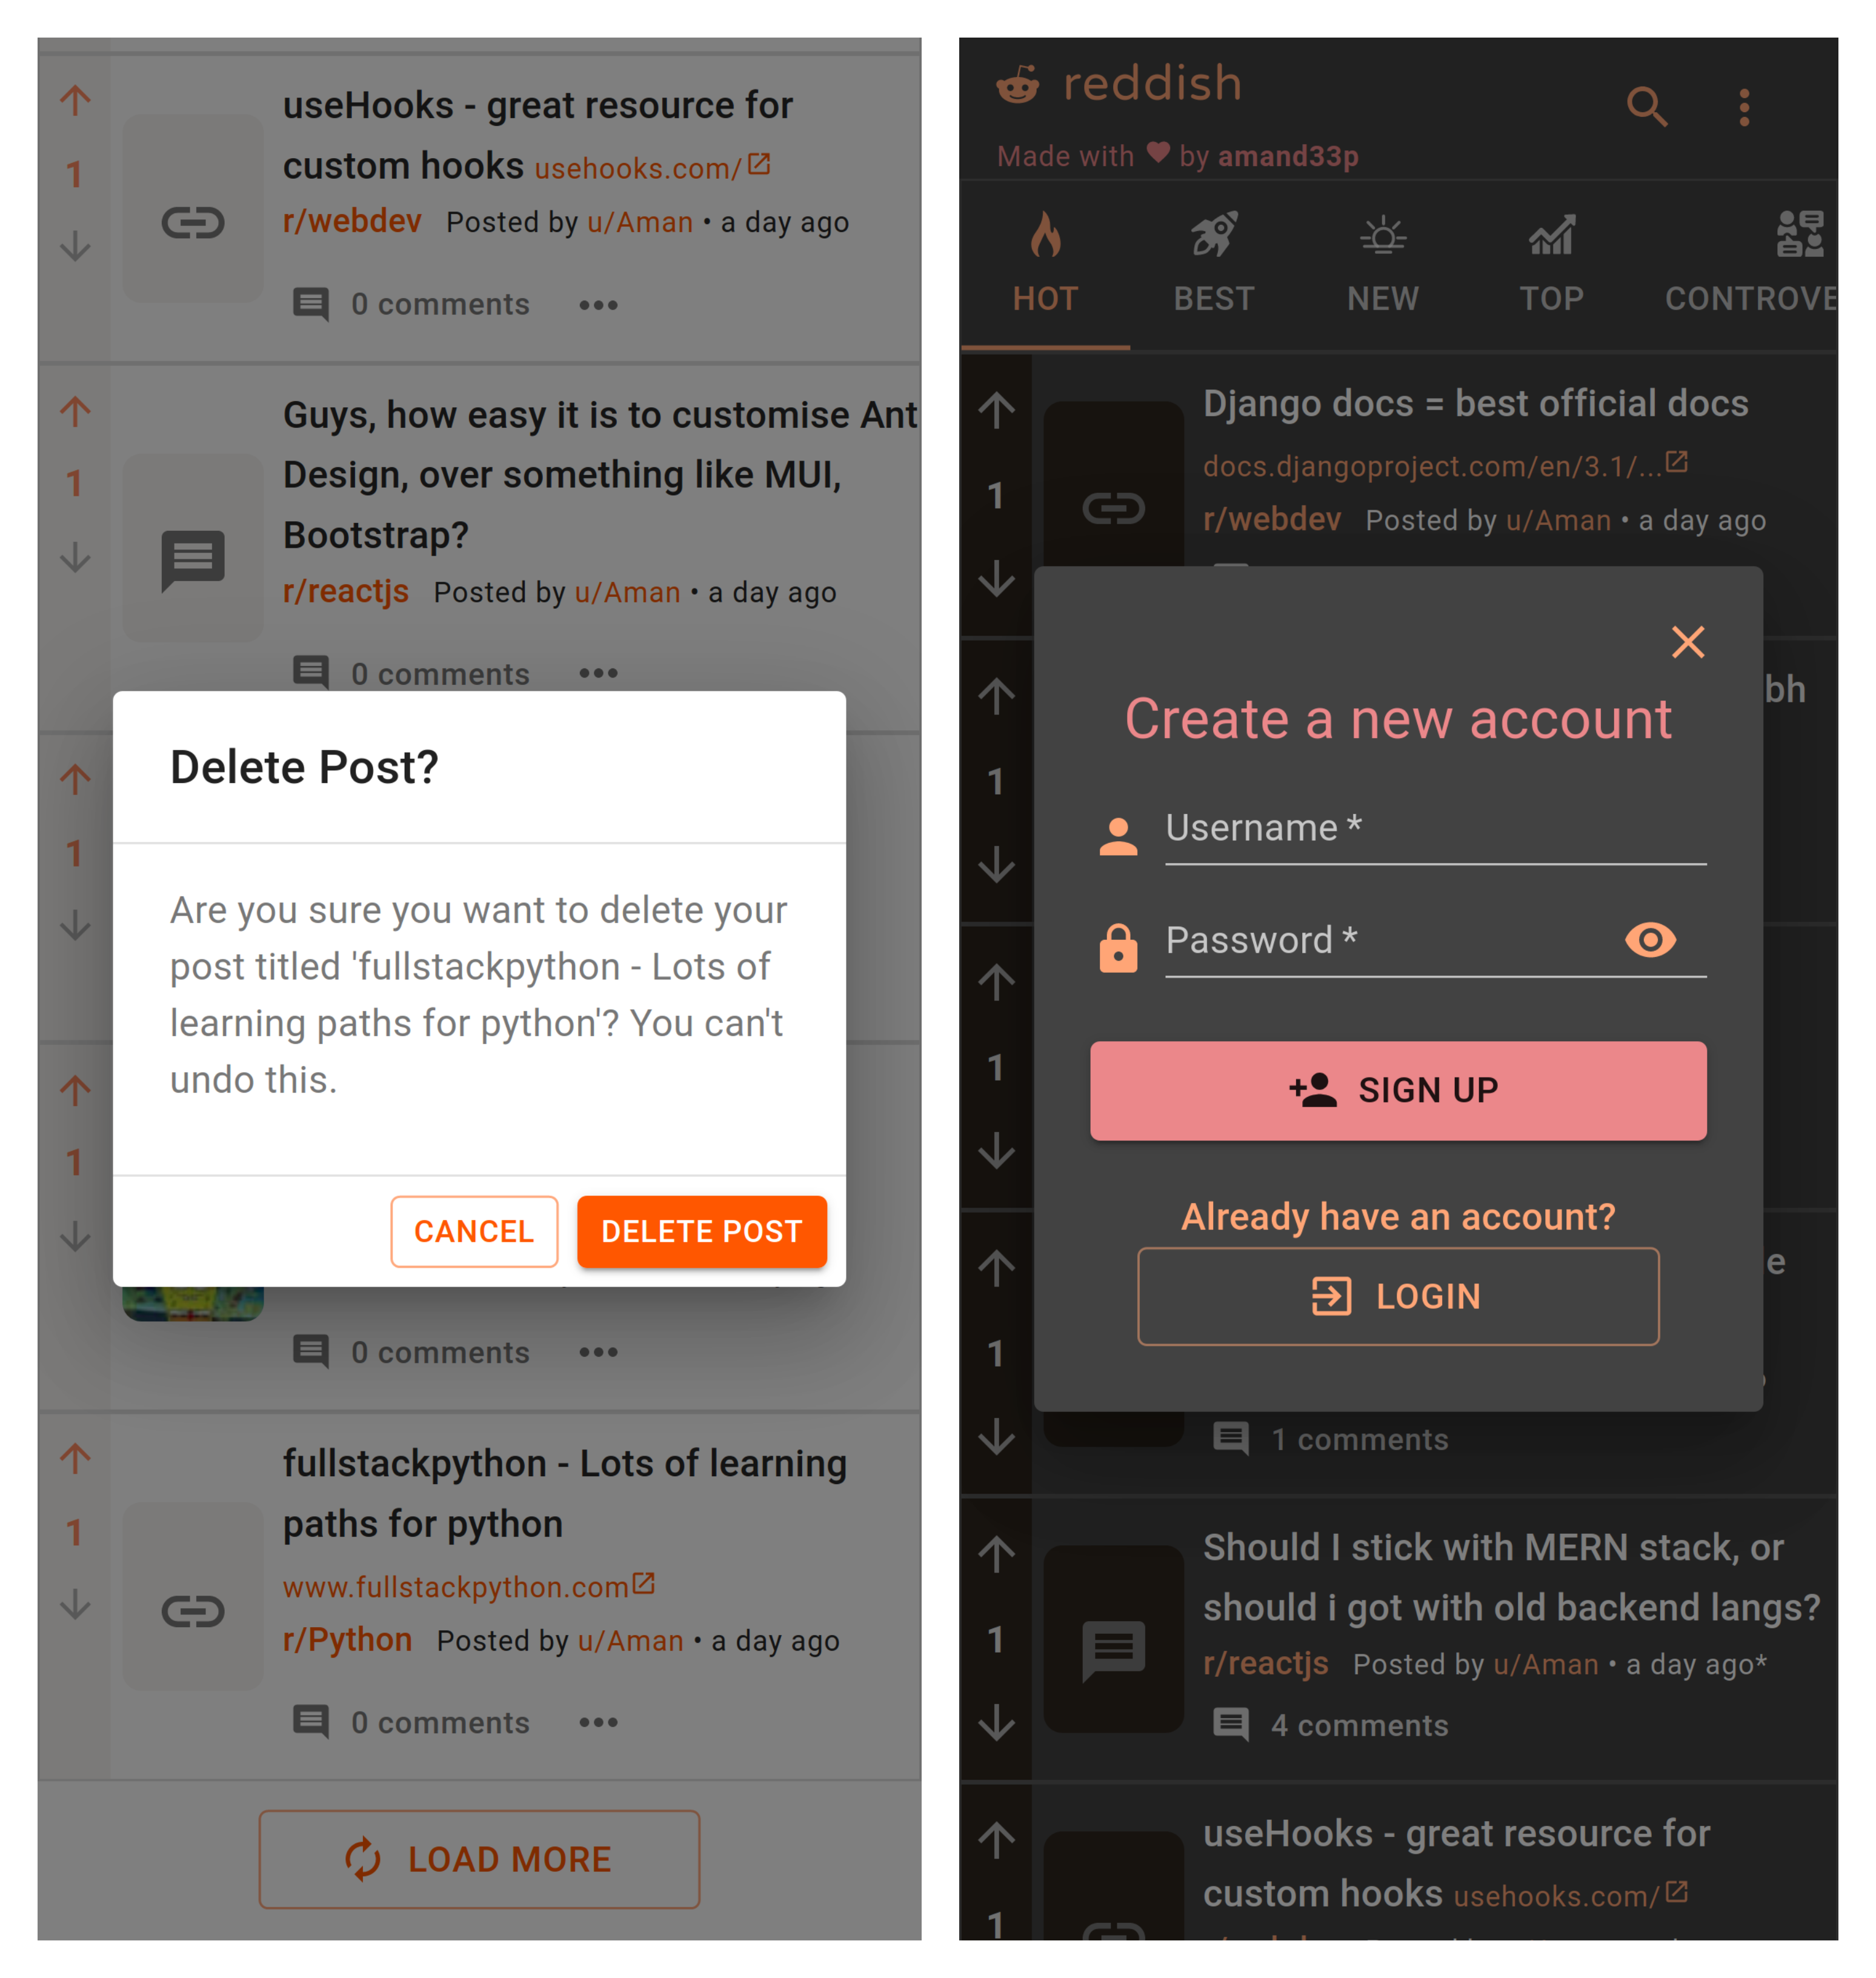 useHooks - great resource for
custom hooks usehooks.com/
r/webdev Posted by u/Aman • a day ago
1
0 comments
Guys, how easy it is to customise Ant
Design, over something like MUI,
Bootstrap?
r/reactjs Posted by u/Aman • a day ago
1
0 comments
Delete Post?
Are you sure you want to delete your
post titled 'fullstackpython - Lots of
learning paths for python'? You can't
undo this.
CANCEL DELETE POST
1
1
0 comments
fullstackpython - Lots of learning
paths for python
www.fullstackpython.com
r/Python Posted by u/Aman • a day ago
1
0 comments
LOAD MORE
reddish
Made with ❤ by amand33p
HOT BEST NEW TOP CONTROVE
Django docs = best official docs
docs.djangoproject.com/en/3.1/...
r/webdev Posted by u/Aman • a day ago
1
bh
1
Create a new account
Username *
Password *
1
SIGN UP
Already have an account?
e
LOGIN
1
1 comments
Should I stick with MERN stack, or
should i got with old backend langs?
r/reactjs Posted by u/Aman • a day ago*
1
4 comments
useHooks - great resource for
custom hooks usehooks.com/
1